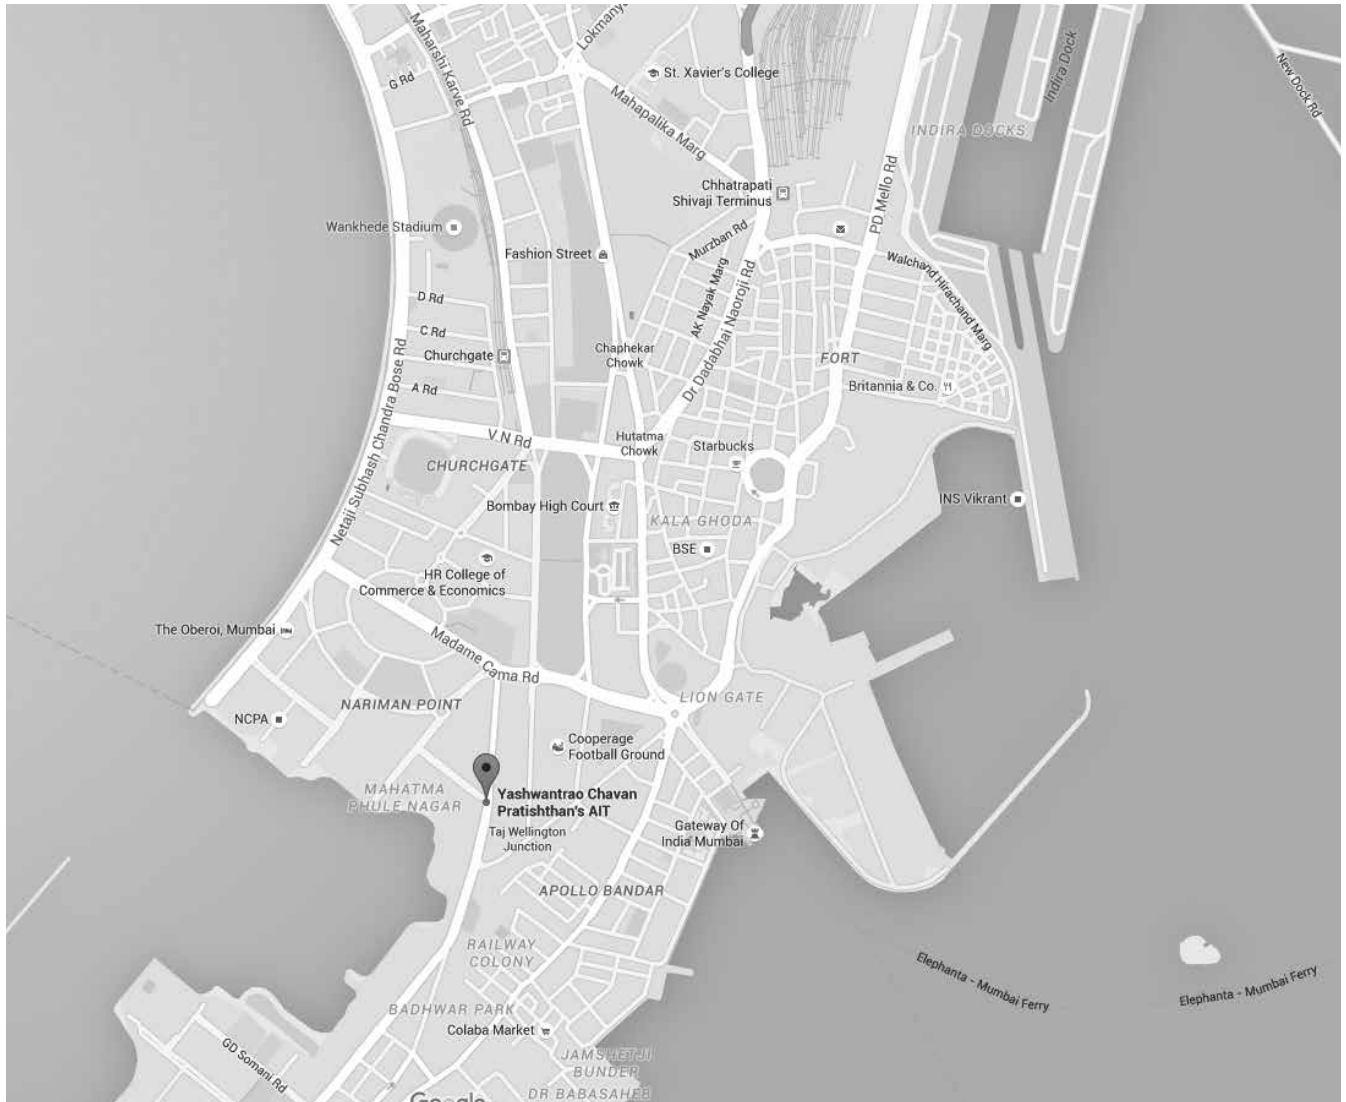 Lokmanya
Maharshi Karve Rd
G Rd
St. Xavier's College
Mahapalika Marg
Indira Dock
New Dock Rd
INDIRA DOCKS
Chhatrapati
Shivaji Terminus
PD Mello Rd
Wankhede Stadium
Fashion Street
Murzban Rd
AK Nayak Marg
Dr Dadabhai Naoroji Rd
Walchand Hirachand Marg
D Rd
C Rd
Churchgate
A Rd
Chaphekar
Chowk
FORT
Britannia & Co.
Netaji Subhash Chandra Bose Rd
V N Rd
Hutatma
Chowk
Starbucks
CHURCHGATE
Bombay High Court
KALA GHODA
INS Vikrant
BSE
HR College of
Commerce & Economics
The Oberoi, Mumbai
Madame Cama Rd
NARIMAN POINT
LION GATE
NCPA
Cooperage
Football Ground
MAHATMA
PHULE NAGAR
Yashwantrao Chavan
Pratishthan's AIT
Taj Wellington
Junction
Gateway Of
India Mumbai
APOLLO BANDAR
RAILWAY
COLONY
Elephanta - Mumbai Ferry
Elephanta - Mumbai Ferry
BADHWAR PARK
Colaba Market
GD Somani Rd
JAMSHETJI
BUNDER
DR BABASAHEB
Google